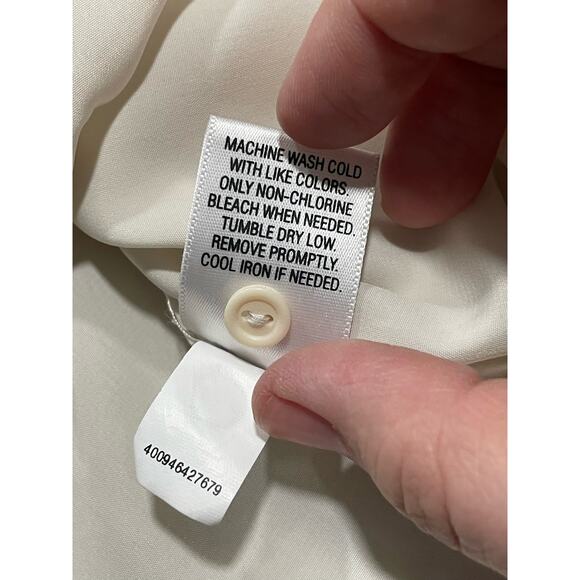 MACHINE WASH COLD
WITH LIKE COLORS.
ONLY NON-CHLORINE
BLEACH WHEN NEEDED.
TUMBLE DRY LOW.
REMOVE PROMPTLY.
COOL IRON IF NEEDED.
400946427679